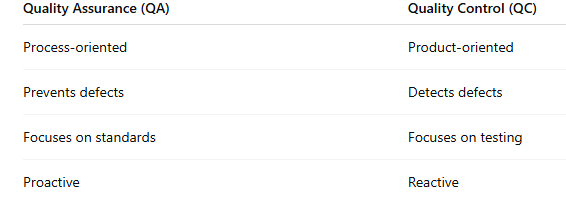 Quality Assurance (QA) Quality Control (QC)
Process-oriented Product-oriented
Prevents defects Detects defects
Focuses on standards Focuses on testing
Proactive Reactive